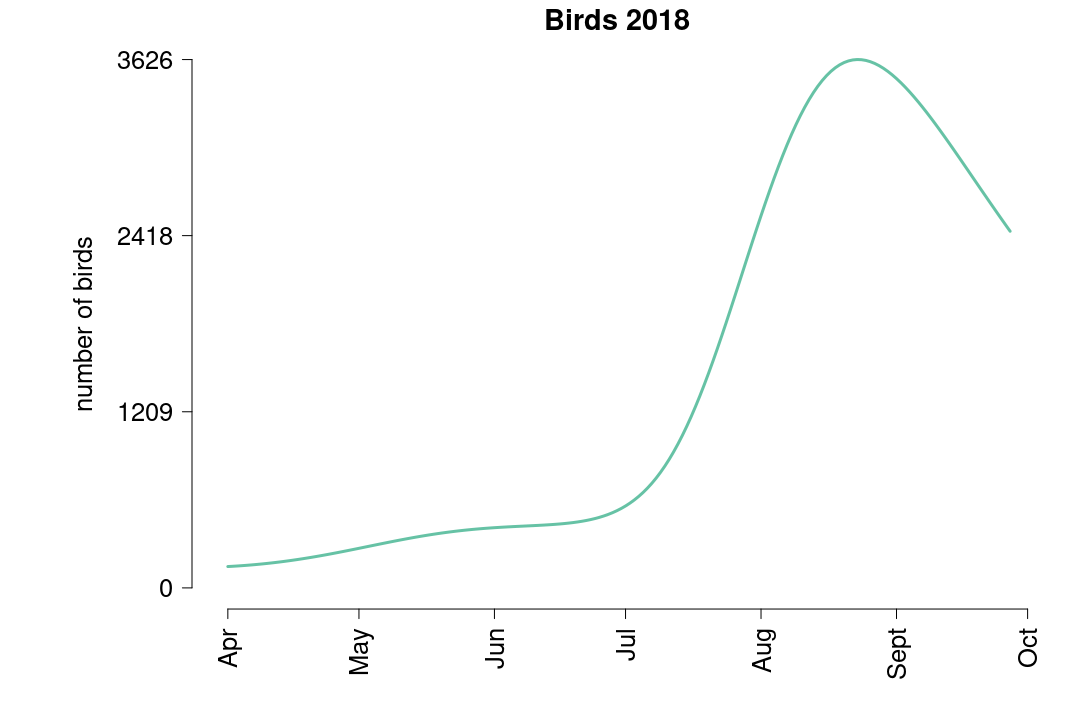 Birds 2018
3626
2418
1209
0
number of birds
Apr
May
Jun
Jul
Aug
Sept
Oct